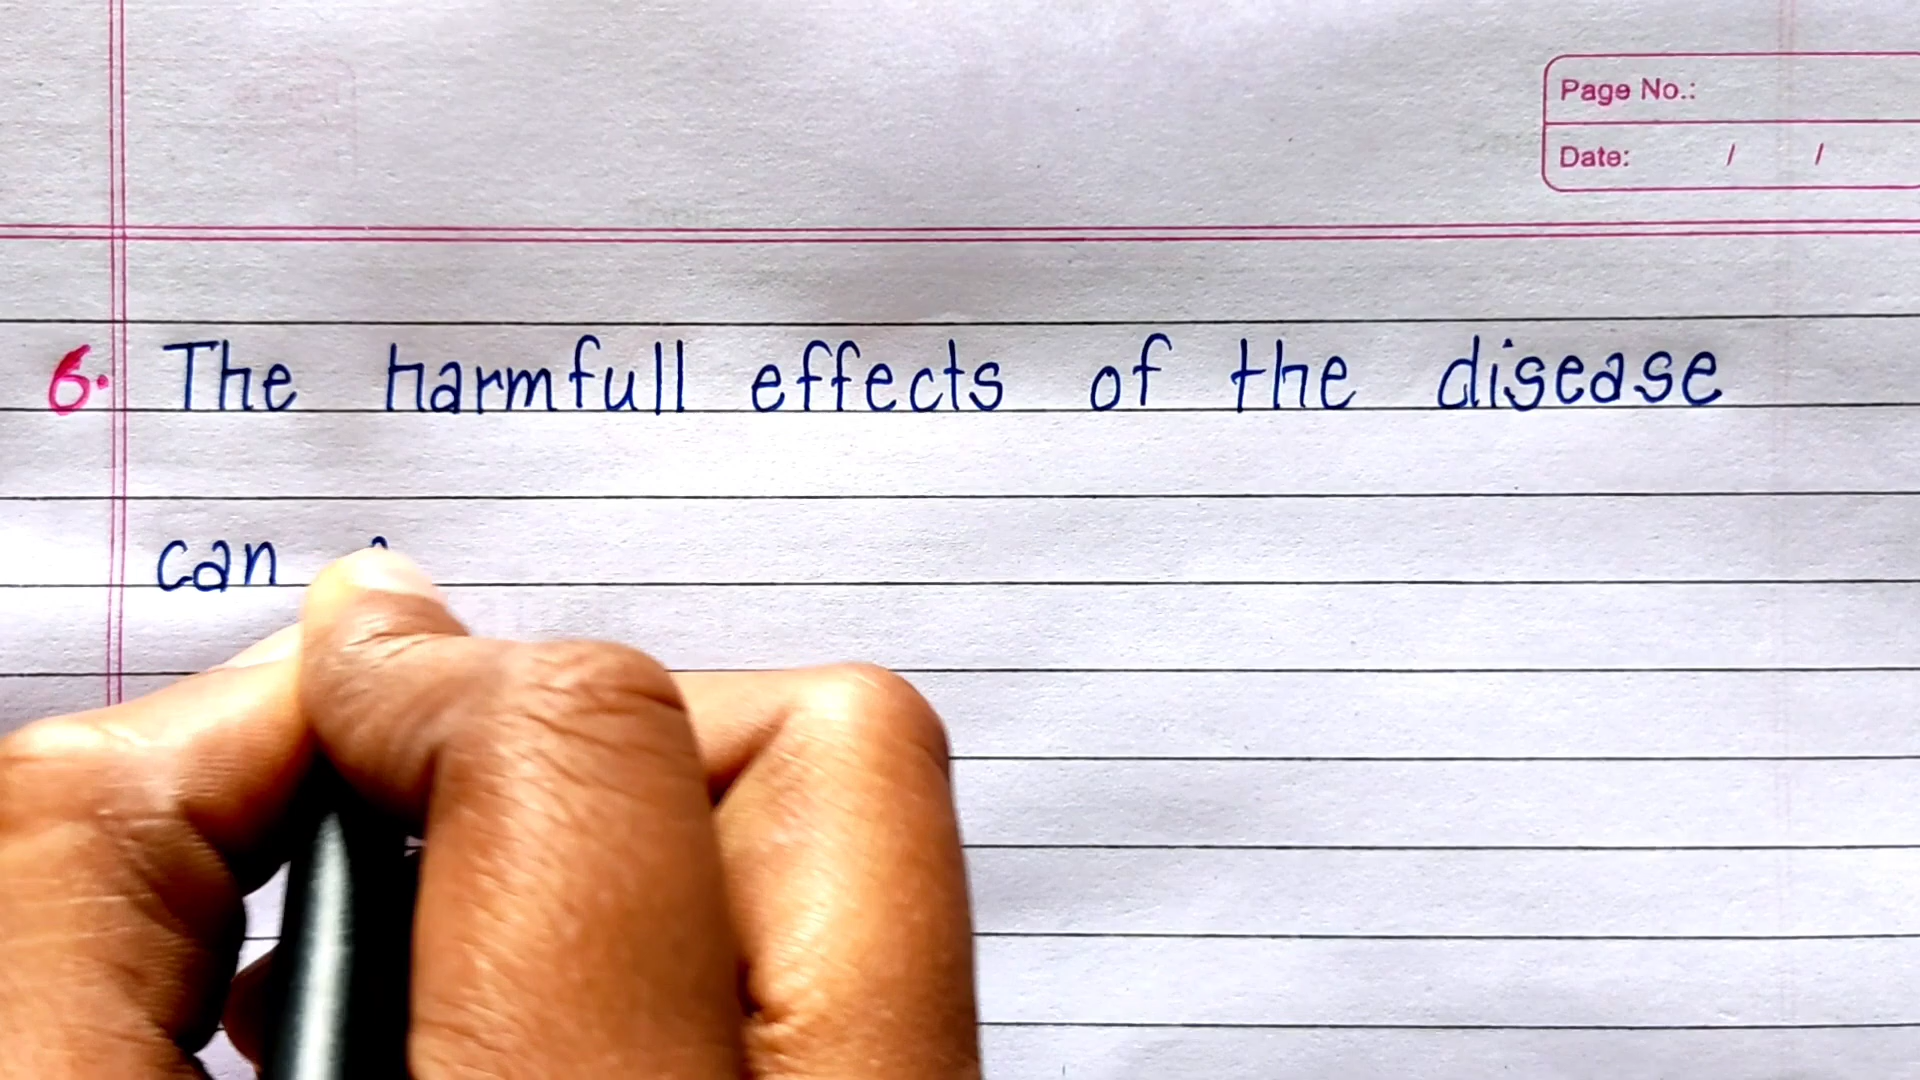 Page No.:
Date: / /
6. The harmfull effects of the disease
can